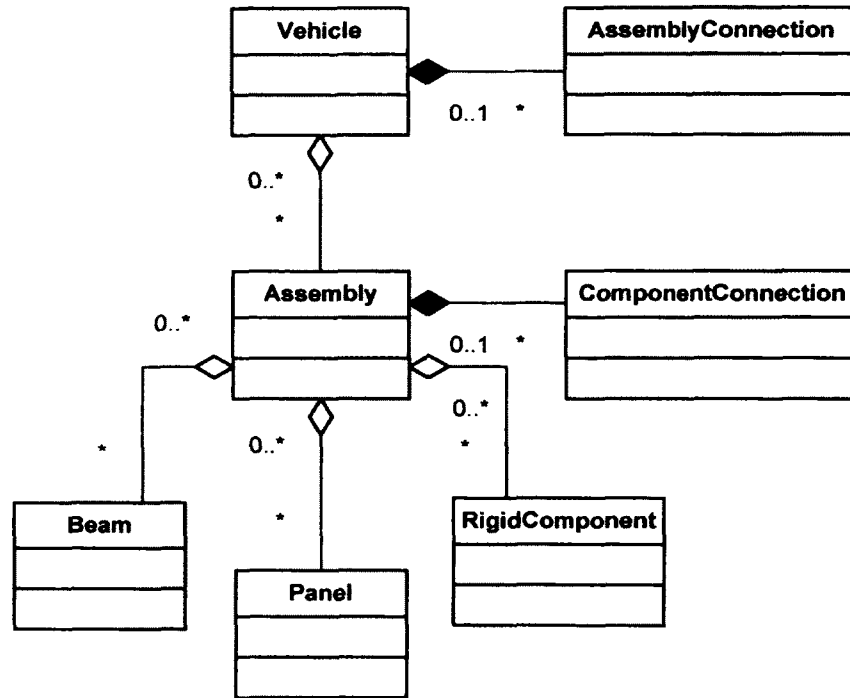 Vehicle
AssemblyConnection
0..1 *
0..*
*
Assembly
ComponentConnection
0..*
0..1 *
0..*
*
0..*
*
*
Beam
RigidComponent
Panel